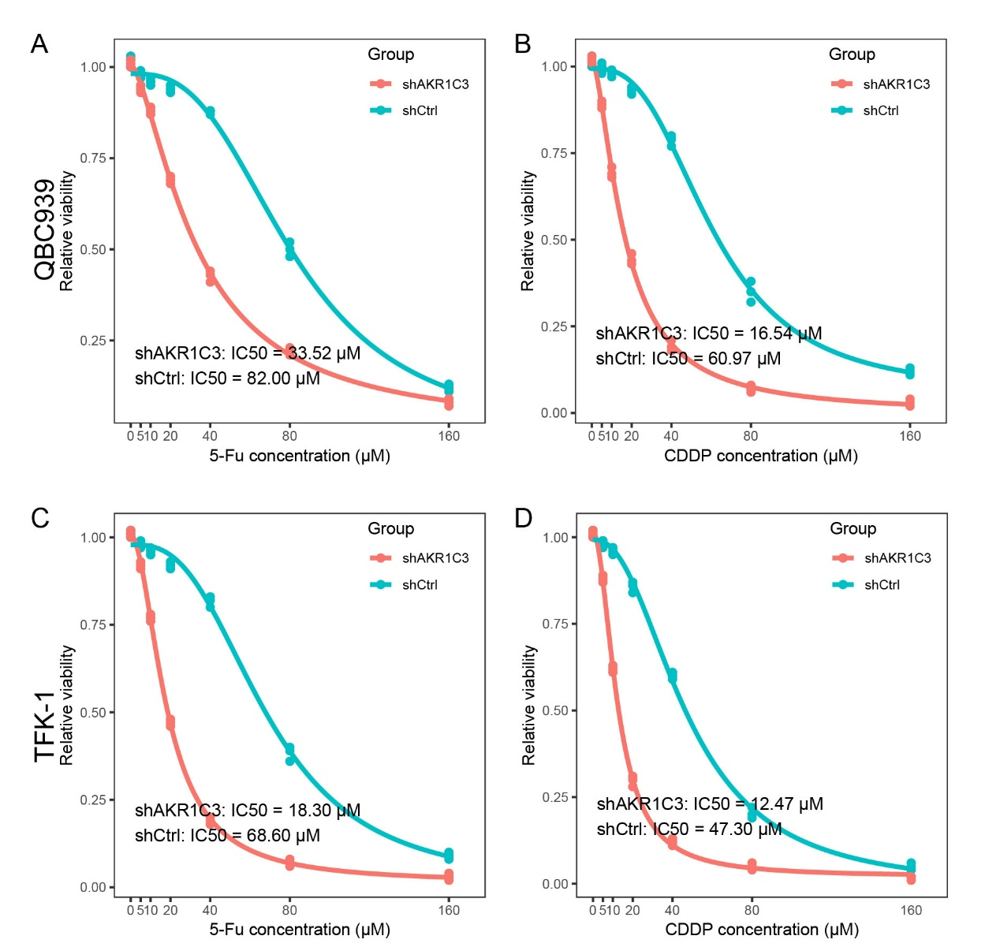 A
QBC939
Relative viability
1.00
0.75
0.50
0.25
Group
shAKR1C3
shCtrl
shAKR1C3: IC50 = 33.52 µM
shCtrl: IC50 = 82.00 µM
0 5 10 20 40 80 160
5-Fu concentration (µM)
B
Relative viability
1.00
0.75
0.50
0.25
0.00
Group
shAKR1C3
shCtrl
shAKR1C3: IC50 = 16.54 µM
shCtrl: IC50 = 60.97 µM
0 5 10 20 40 80 160
CDDP concentration (µM)
C
TFK-1
Relative viability
1.00
0.75
0.50
0.25
0.00
Group
shAKR1C3
shCtrl
shAKR1C3: IC50 = 18.30 µM
shCtrl: IC50 = 68.60 µM
0 5 10 20 40 80 160
5-Fu concentration (µM)
D
Relative viability
1.00
0.75
0.50
0.25
0.00
Group
shAKR1C3
shCtrl
shAKR1C3: IC50 = 12.47 µM
shCtrl: IC50 = 47.30 µM
0 5 10 20 40 80 160
CDDP concentration (µM)